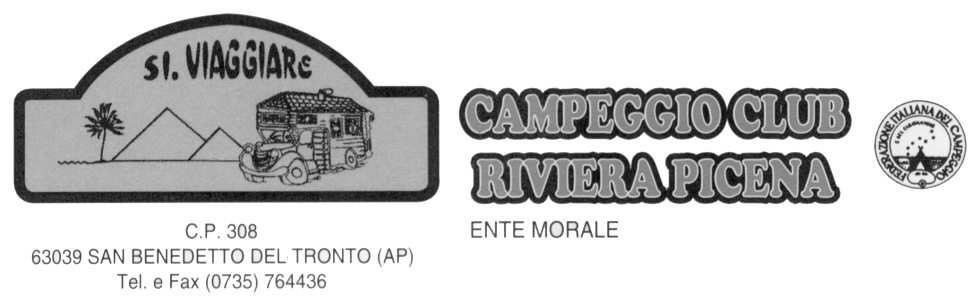 SI. VIAGGIARE
C.P. 308
63039 SAN BENEDETTO DEL TRONTO (AP)
Tel. e Fax (0735) 764436
CAMPEGGIO CLUB
RIVIERA PICENA
ENTE MORALE
FEDERAZIONE ITALIANA DEL CAMPEGGIO